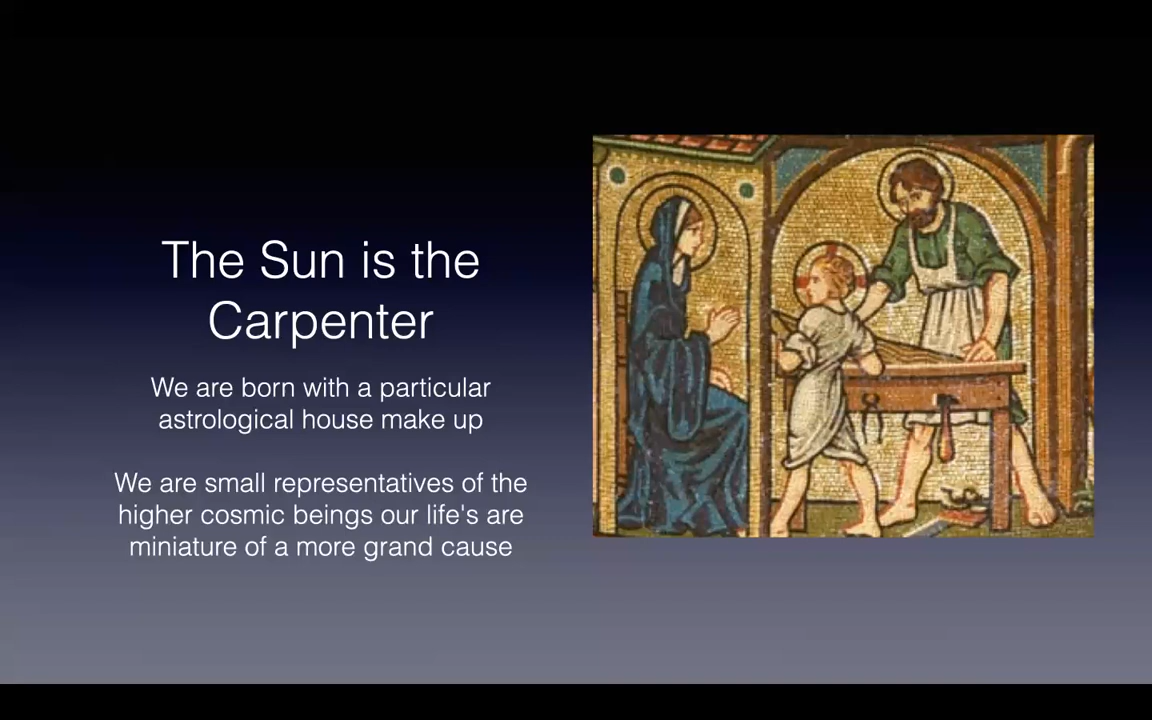 The Sun is the
Carpenter
We are born with a particular
astrological house make up
We are small representatives of the
higher cosmic beings our life's are
miniature of a more grand cause